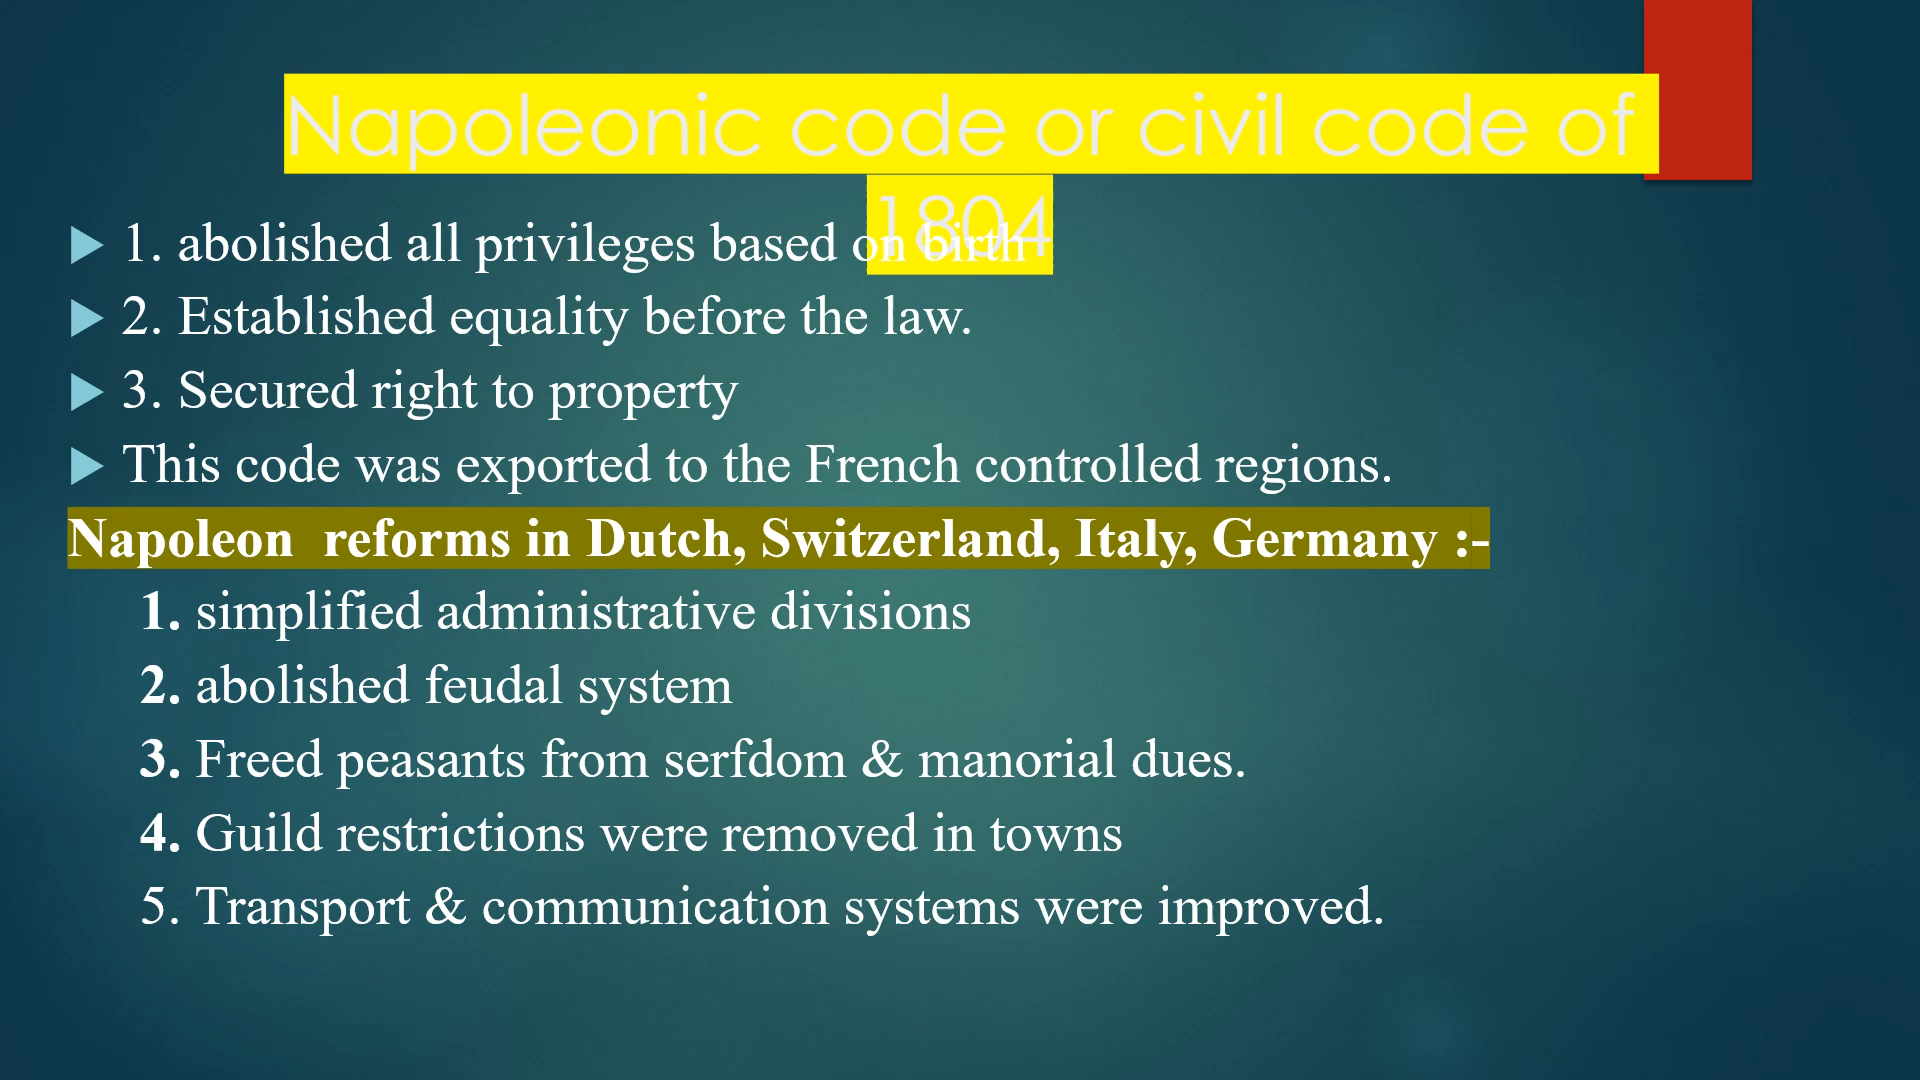 Napoleonic code or civil code of
1804
1. abolished all privileges based on birth
2. Established equality before the law.
3. Secured right to property
This code was exported to the French controlled regions.
Napoleon  reforms in Dutch, Switzerland, Italy, Germany :-
1. simplified administrative divisions
2. abolished feudal system
3. Freed peasants from serfdom & manorial dues.
4. Guild restrictions were removed in towns
5. Transport & communication systems were improved.